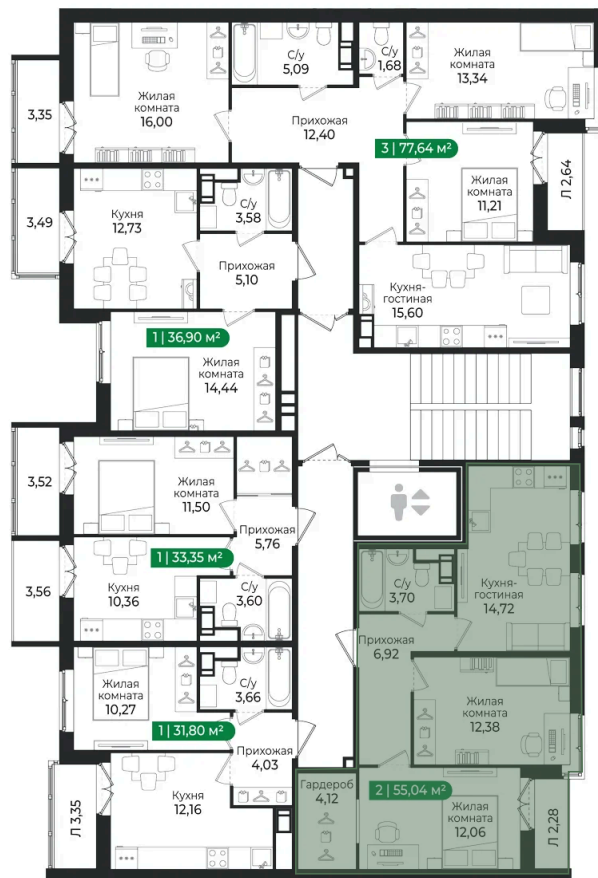 С/у
5,09
С/у
1,68
Жилая
комната
13,34
Жилая
комната
16,00
3,35
Прихожая
12,40
3 | 77,64 м²
Жилая
комната
11,21
Л 2,64
3,49
Кухня
12,73
С/у
3,58
Прихожая
5,10
Кухня-
гостиная
15,60
1 | 36,90 м²
Жилая
комната
14,44
3,52
Жилая
комната
11,50
Прихожая
5,76
1 | 33,35 м²
3,56
Кухня
10,36
С/у
3,60
С/у
3,70
Кухня-
гостиная
14,72
Прихожая
6,92
Жилая
комната
10,27
С/у
3,66
Жилая
комната
12,38
1 | 31,80 м²
Прихожая
4,03
Л 3,35
Кухня
12,16
Гардероб
4,12
2 | 55,04 м²
Жилая
комната
12,06
Л 2,28